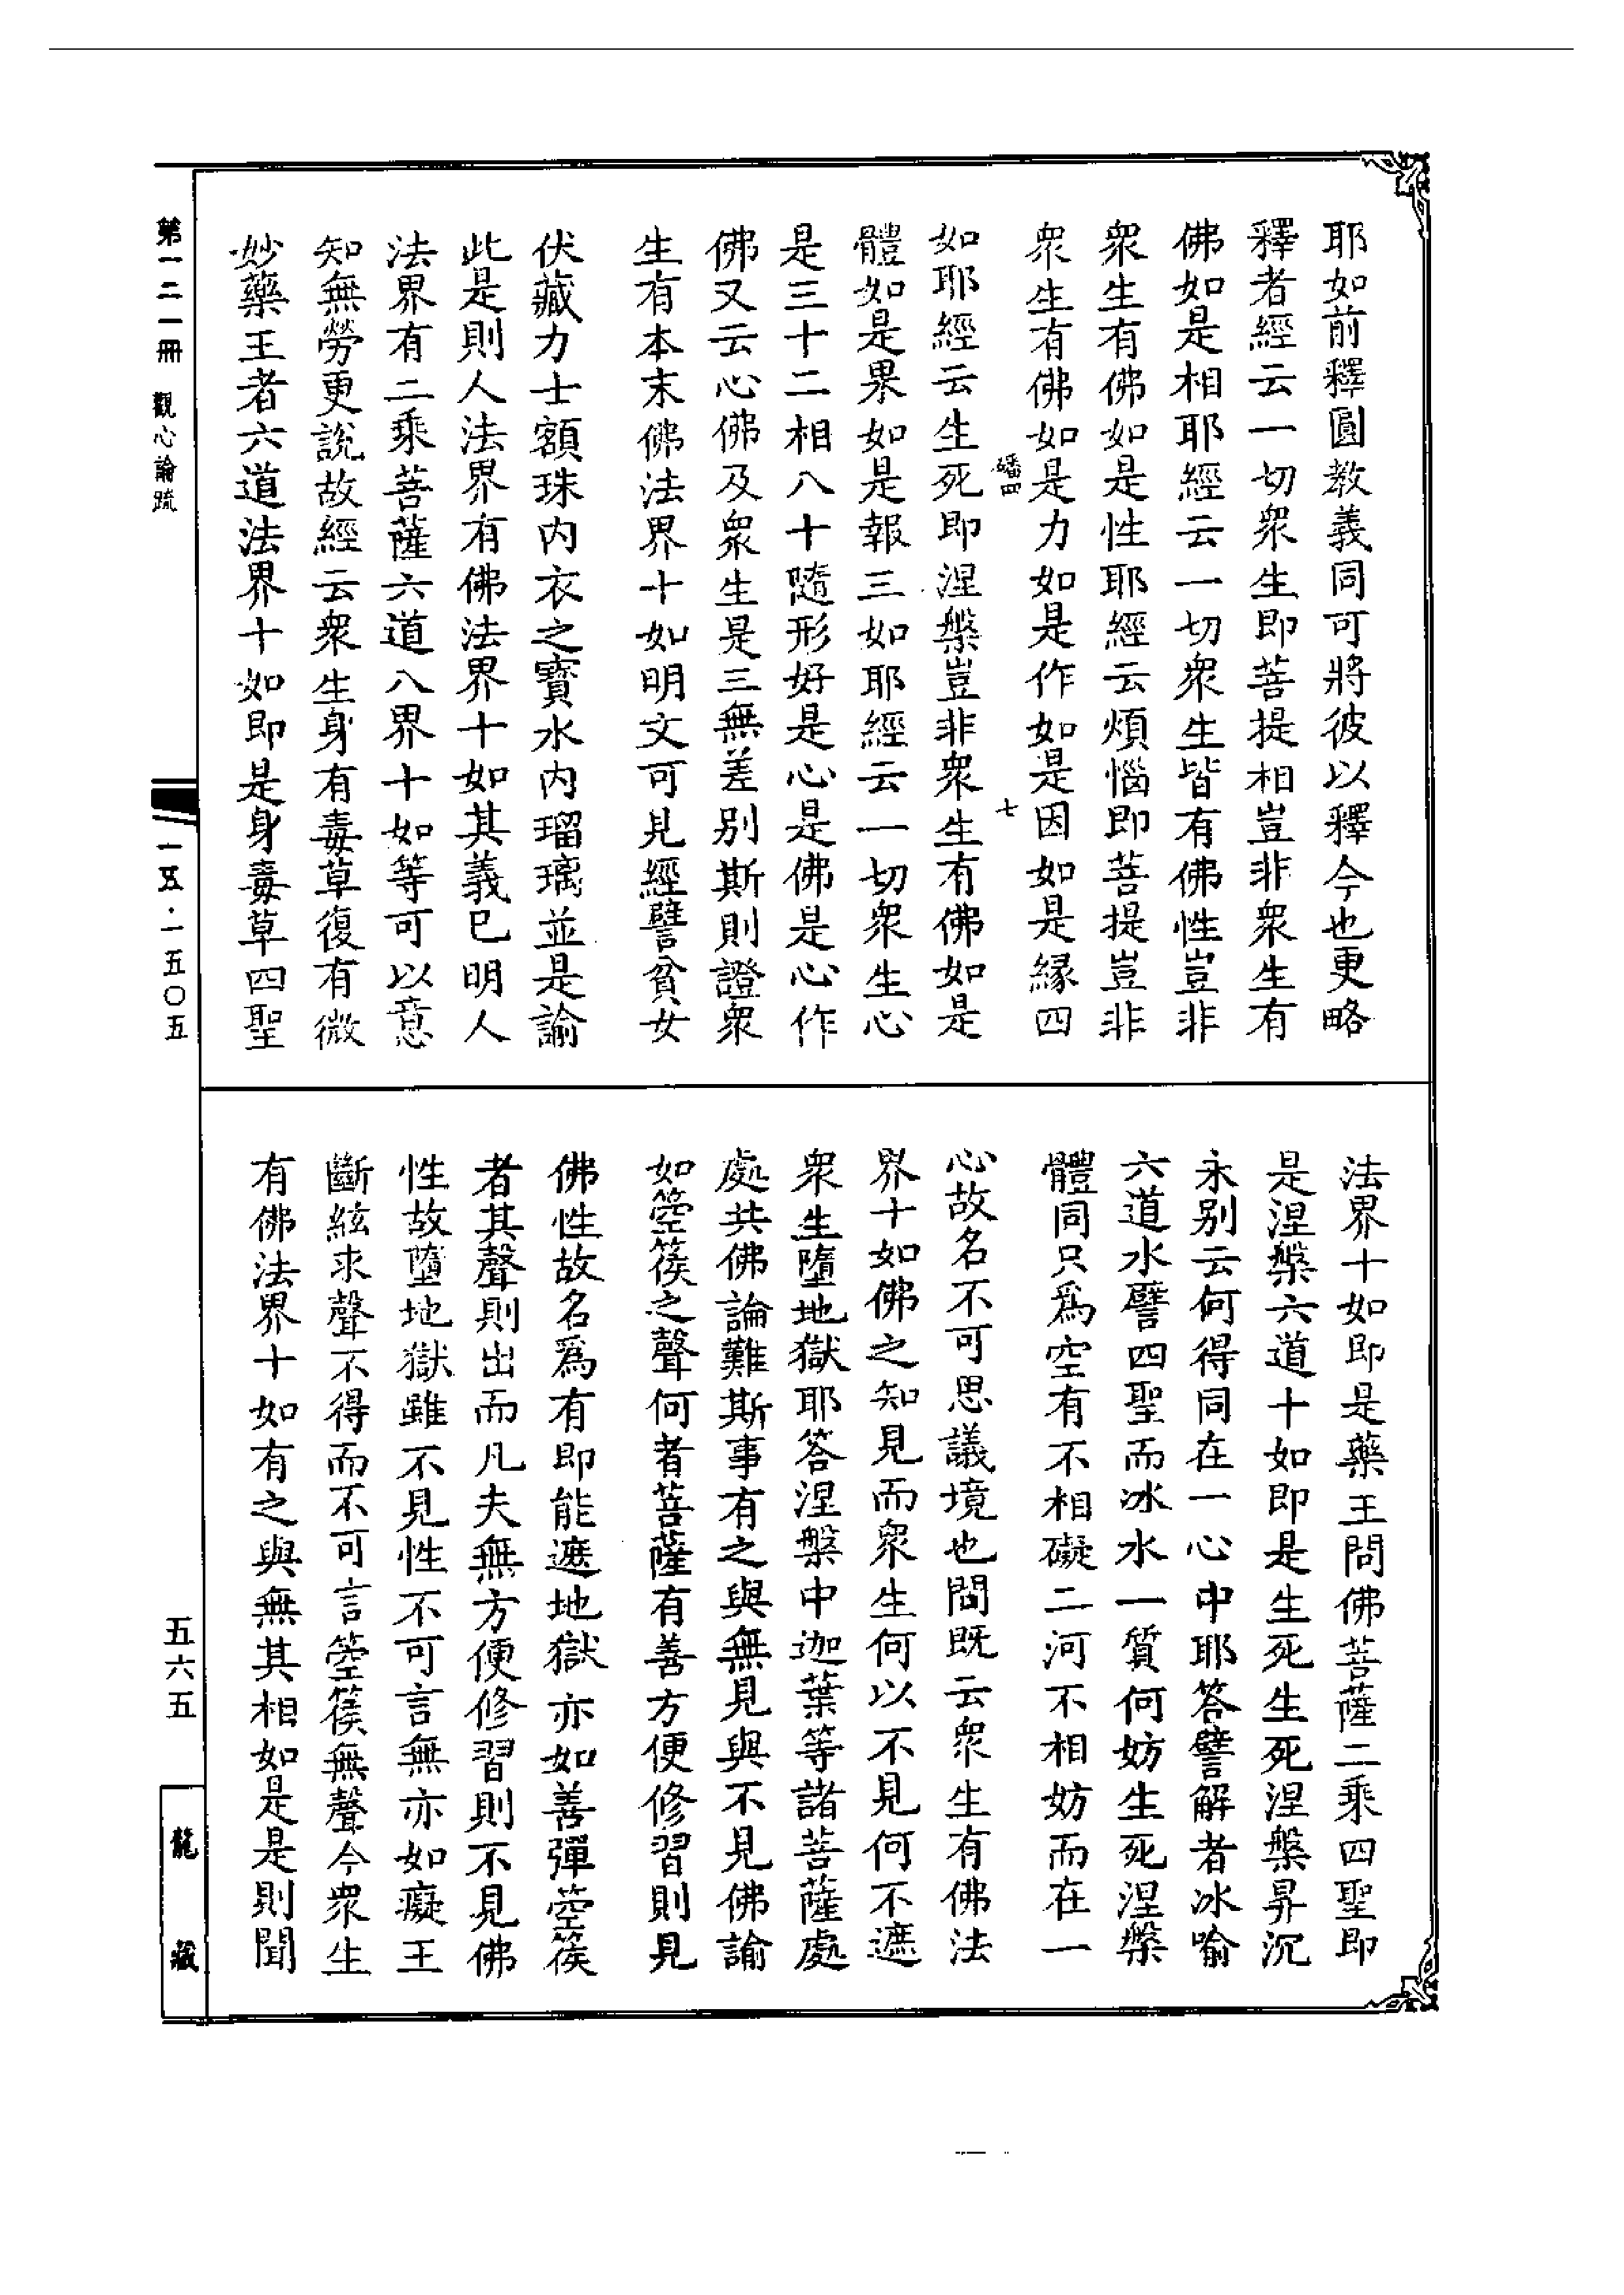 耶如前釋圓教義同可將彼以釋今也更略
釋者經云一切衆生即菩提相豈非衆生有
佛如是相耶經云一切衆生皆有佛性豈非
衆生有佛如是性耶經云煩惱即菩提豈非
衆生有佛如是力如是作如是因如是緣四
磻四
七
如耶經云生死即涅槃豈非衆生有佛如是
體如是果如是報三如耶經云一切衆生心
是三十二相八十隨形好是心是佛是心作
佛又云心佛及衆生是三無差别斯則證衆
生有本末佛法界十如明文可見經譬貧女
伏藏力士額珠内衣之寶水内瑠璃並是諭
此是則人法界有佛法界十如其義已明人
法界有二乘菩薩六道八界十如等可以意
知無勞更説故經云衆生身有毒草復有微
妙藥王者六道法界十如即是身毒草四聖
法界十如即是藥王問佛菩薩二乘四聖即
是涅槃六道十如即是生死生死涅槃昇沉
永别云何得同在一心中耶答譬解者冰喻
六道水譬四聖而冰水一質何妨生死涅槃
體同只爲空有不相礙二河不相妨而在一
心故名不可思議境也問既云衆生有佛法
界十如佛之知見而衆生何以不見何不遮
衆生墮地獄耶答涅槃中迦葉等諸菩薩處
處共佛論難斯事有之與無見與不見佛諭
如箜篌之聲何者菩薩有善方便修習則見
佛性故名爲有即能遮地獄亦如善彈箜篌
者其聲則出而凡夫無方便修習則不見佛
性故墮地獄雖不見性不可言無亦如癡王
斷絃求聲不得而不可言箜篌無聲今衆生
有佛法界十如有之與無其相如是是則聞
第一二一冊 觀心論疏
一五·一五〇五
五六五
龍藏